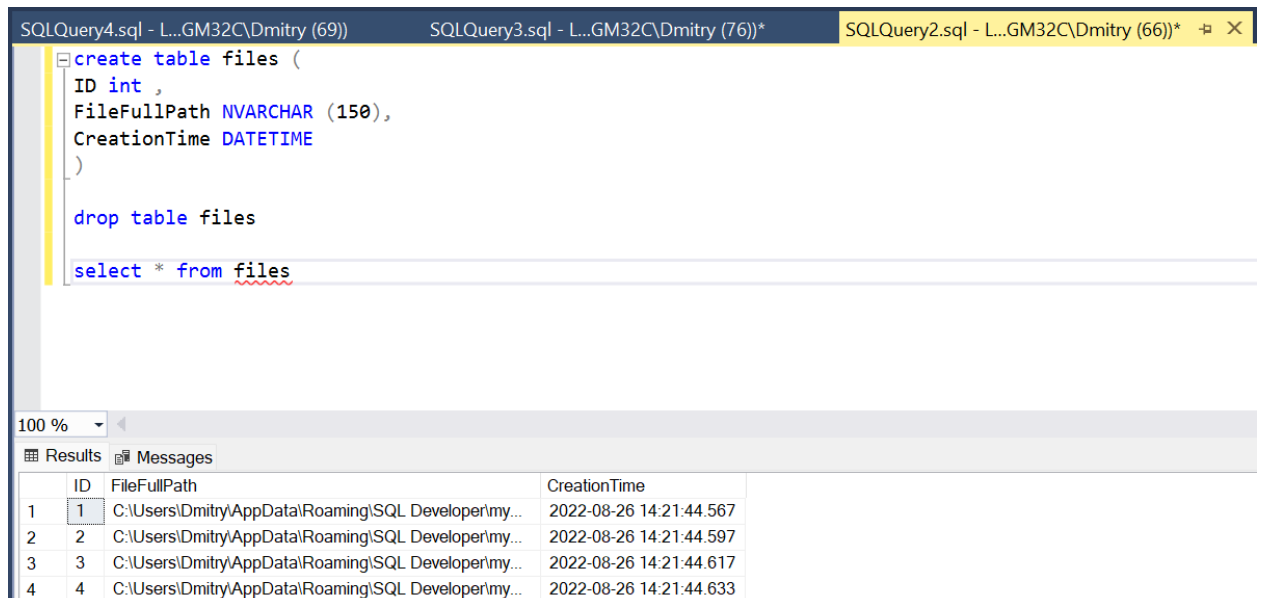 SQLQuery4.sql - L...GM32C\Dmitry (69)) SQLQuery3.sql - L...GM32C\Dmitry (76))* SQLQuery2.sql - L...GM32C\Dmitry (66))*
create table files (
ID int ,
FileFullPath NVARCHAR (150),
CreationTime DATETIME
)
drop table files
select * from files
100 %
Results Messages
ID FileFullPath CreationTime
1 1 C:\Users\Dmitry\AppData\Roaming\SQL Developer\my... 2022-08-26 14:21:44.567
2 2 C:\Users\Dmitry\AppData\Roaming\SQL Developer\my... 2022-08-26 14:21:44.597
3 3 C:\Users\Dmitry\AppData\Roaming\SQL Developer\my... 2022-08-26 14:21:44.617
4 4 C:\Users\Dmitry\AppData\Roaming\SQL Developer\my... 2022-08-26 14:21:44.633